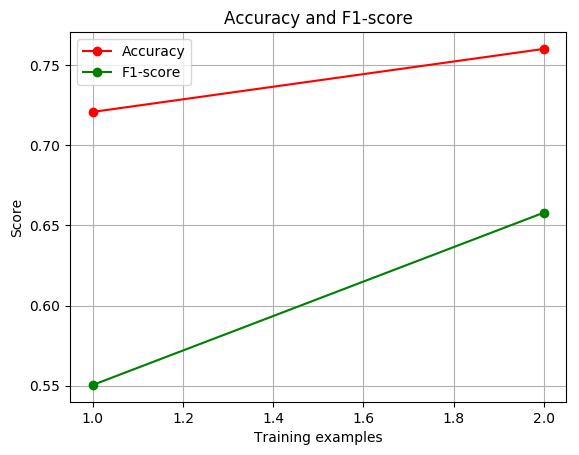 Accuracy and F1-score
Accuracy
F1-score
0.75
0.70
0.65
0.60
0.55
Score
1.0 1.2 1.4 1.6 1.8 2.0
Training examples